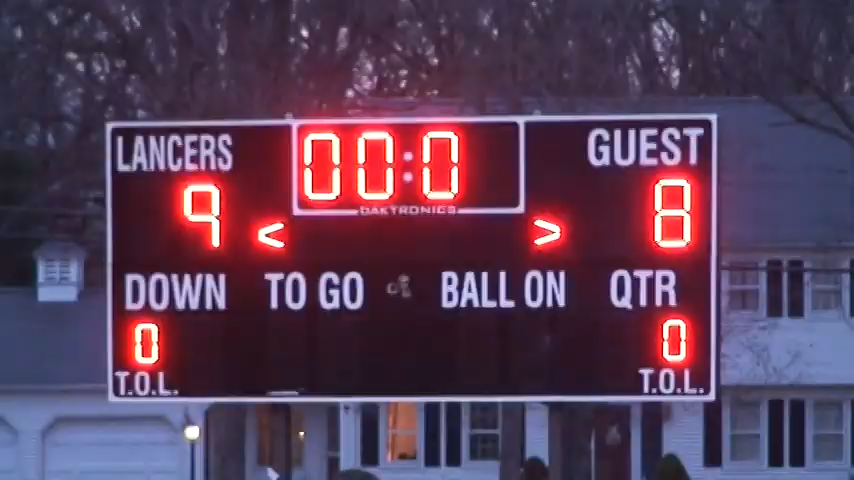 LANCERS 00:0 GUEST
DAKTRONICS
9 < > 8
DOWN TO GO BALL ON QTR
0 0
T.O.L. T.O.L.